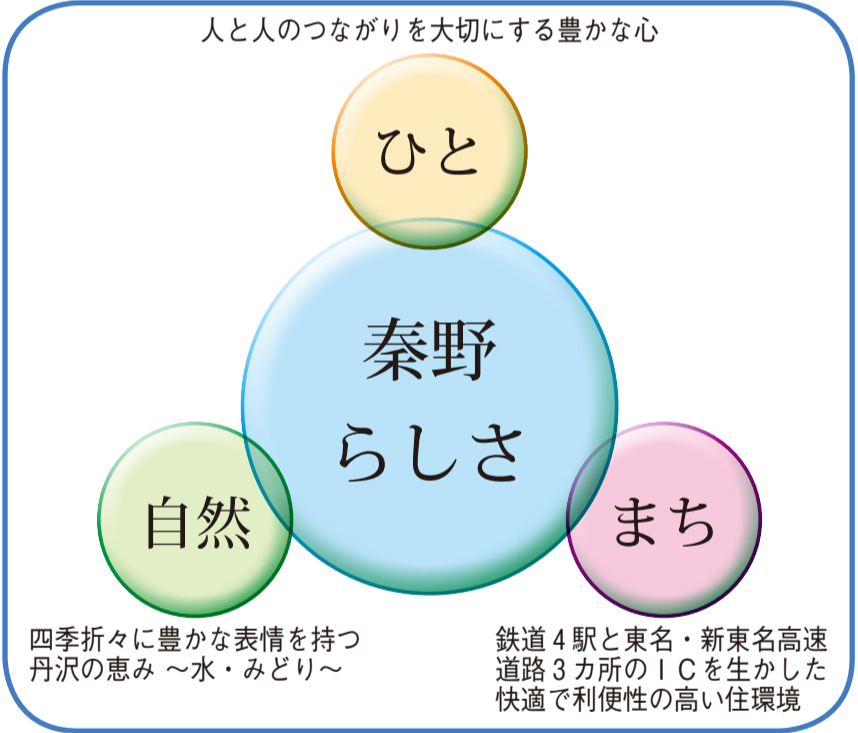 人と人のつながりを大切にする豊かな心
ひと
秦野
らしさ
自然
まち
四季折々に豊かな表情を持つ
丹沢の恵み ～水・みどり～
鉄道４駅と東名・新東名高速
道路３カ所のＩＣを生かした
快適で利便性の高い住環境